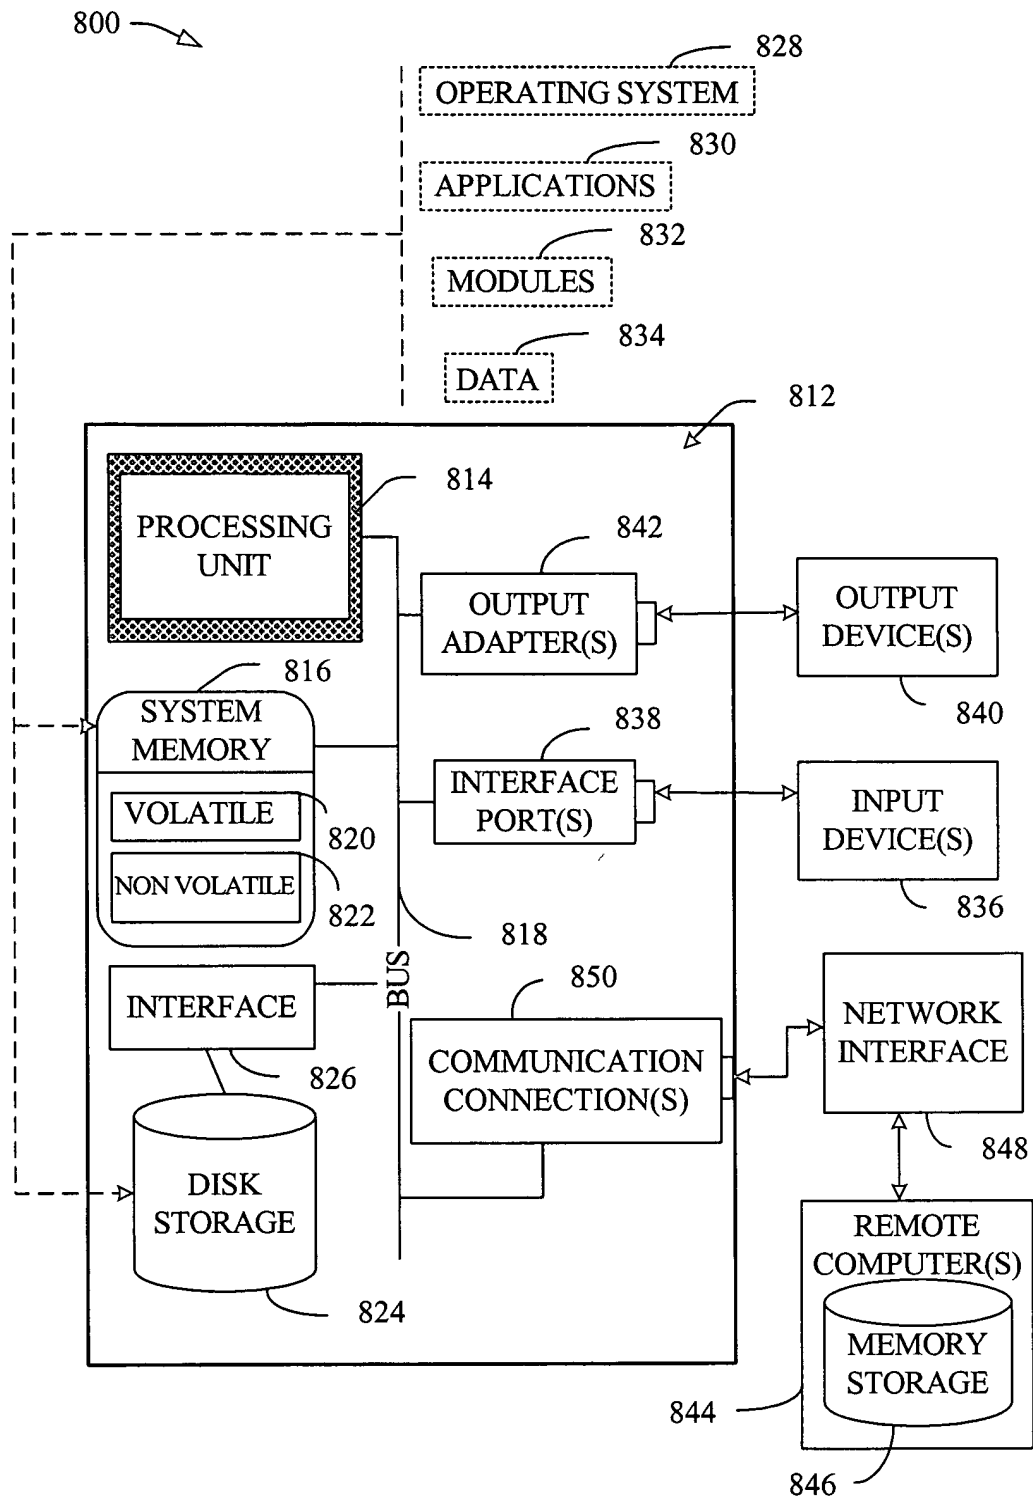 800
828
OPERATING SYSTEM
830
APPLICATIONS
832
MODULES
834
DATA
812
814
PROCESSING
UNIT
842
OUTPUT
ADAPTER(S)
OUTPUT
DEVICE(S)
840
816
SYSTEM
MEMORY
838
INTERFACE
PORT(S)
INPUT
DEVICE(S)
836
VOLATILE
820
NON VOLATILE
822
818
BUS
850
INTERFACE
826
COMMUNICATION
CONNECTION(S)
NETWORK
INTERFACE
848
DISK
STORAGE
824
REMOTE
COMPUTER(S)
MEMORY
STORAGE
844
846